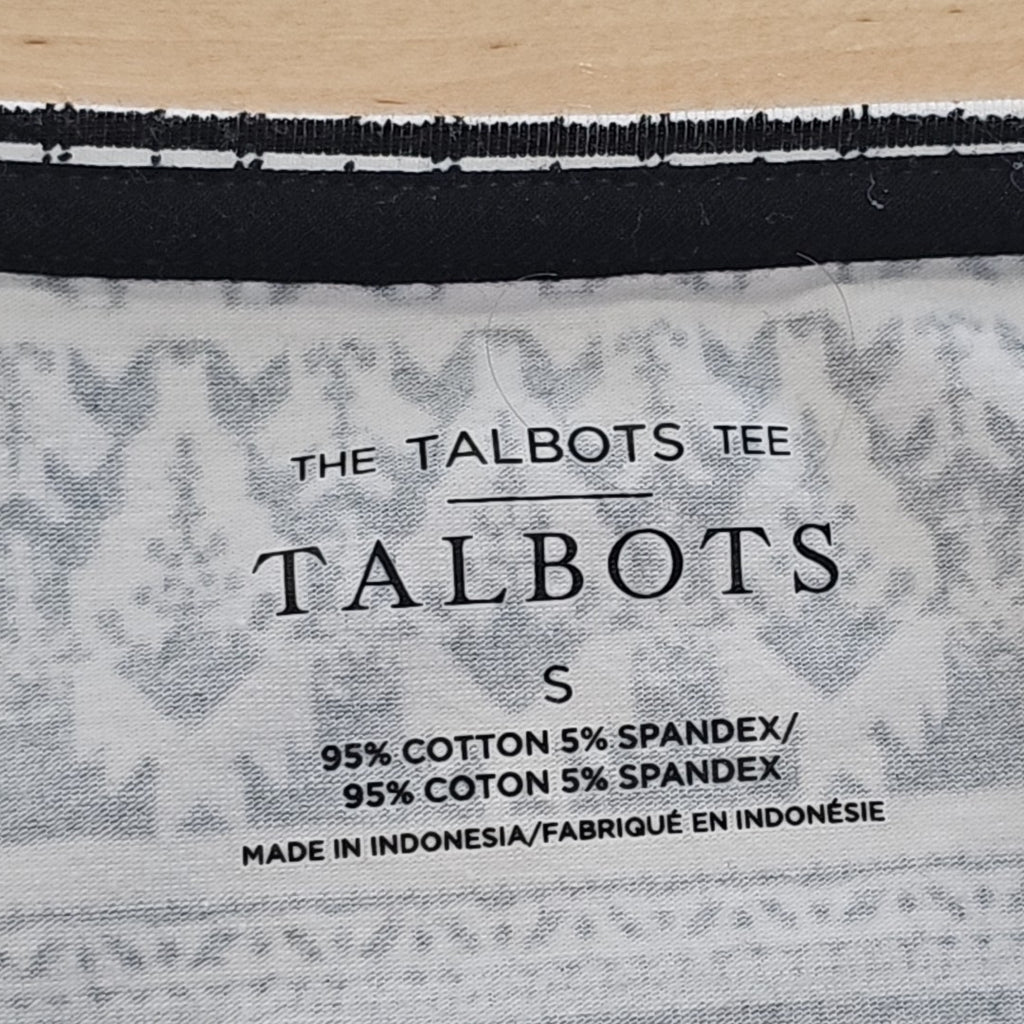 THE TALBOTS TEE
TALBOTS
S
95% COTTON 5% SPANDEX/
95% COTON 5% SPANDEX
MADE IN INDONESIA/FABRIQUÉ EN INDONÉSIE